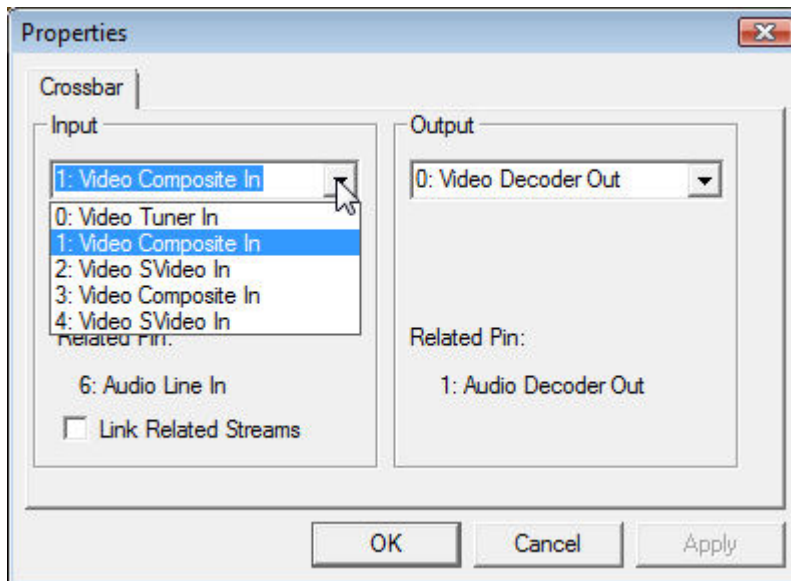 Properties
Crossbar
Input
1: Video Composite In
0: Video Tuner In
1: Video Composite In
2: Video SVideo In
3: Video Composite In
4: Video SVideo In
Related Pin:
6: Audio Line In
Link Related Streams
Output
0: Video Decoder Out
Related Pin:
1: Audio Decoder Out
OK
Cancel
Apply